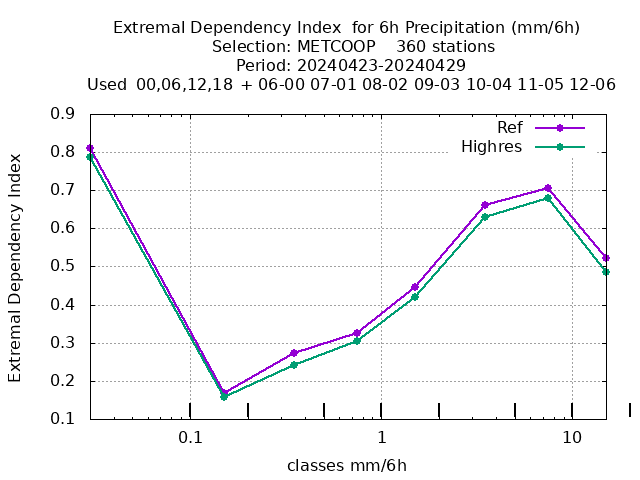 Extremal Dependency Index  for 6h Precipitation (mm/6h)
Selection: METCOOP    360 stations
Period: 20240423-20240429
Used  00,06,12,18  + 06-00 07-01 08-02 09-03 10-04 11-05 12-06
Ref
Highres
0.9
0.8
0.7
0.6
0.5
0.4
0.3
0.2
0.1
Extremal Dependency Index
0.1 1 10
classes mm/6h